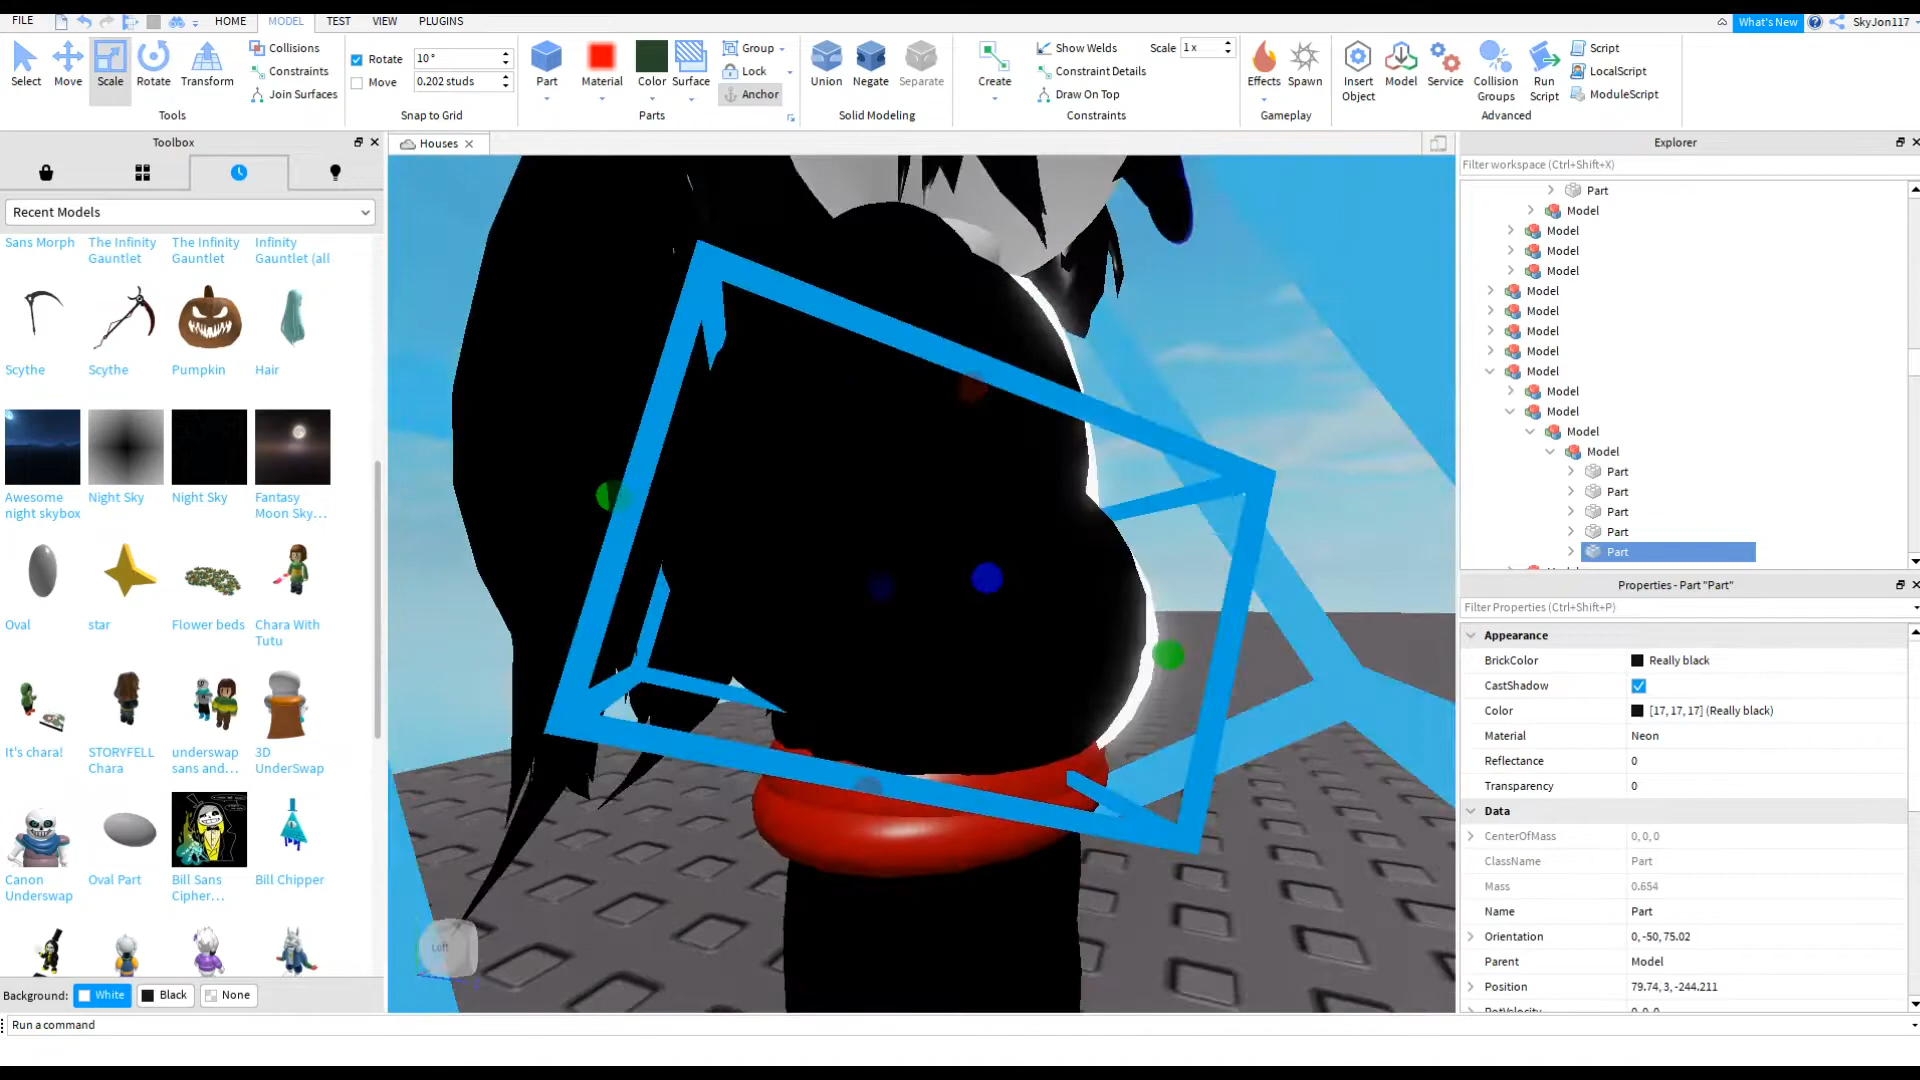 FILE HOME MODEL TEST VIEW PLUGINS What's New SkyJon117
Select Move Scale Rotate Transform
Collisions
Constraints
Join Surfaces
Tools
Rotate 10°
Move 0.202 studs
Snap to Grid
Part Material Color Surface
Group
Lock
Anchor
Parts
Union Negate Separate
Solid Modeling
Create
Show Welds Scale 1 x
Constraint Details
Draw On Top
Constraints
Effects Spawn
Gameplay
Insert Object
Model
Service
Collision Groups
Run Script
Script
LocalScript
ModuleScript
Advanced
Toolbox
Recent Models
Sans Morph
The Infinity Gauntlet
The Infinity Gauntlet
Infinity Gauntlet (all
Scythe
Scythe
Pumpkin
Hair
Awesome night skybox
Night Sky
Night Sky
Fantasy Moon Sky...
Oval
star
Flower beds
Chara With Tutu
It's chara!
STORYFELL Chara
underswap sans and...
3D UnderSwap
Canon Underswap
Oval Part
Bill Sans Cipher...
Bill Chipper
Background: White Black None
Run a command
Houses
Left
Explorer
Filter workspace (Ctrl+Shift+X)
Part
Model
Model
Model
Model
Model
Model
Model
Model
Model
Model
Model
Model
Model
Part
Part
Part
Part
Part
Properties - Part "Part"
Filter Properties (Ctrl+Shift+P)
Appearance
BrickColor Really black
CastShadow
Color [17, 17, 17] (Really black)
Material Neon
Reflectance 0
Transparency 0
Data
CenterOfMass 0, 0, 0
ClassName Part
Mass 0.654
Name Part
Orientation 0, -50, 75.02
Parent Model
Position 79.74, 3, -244.211
RotVelocity 0, 0, 0